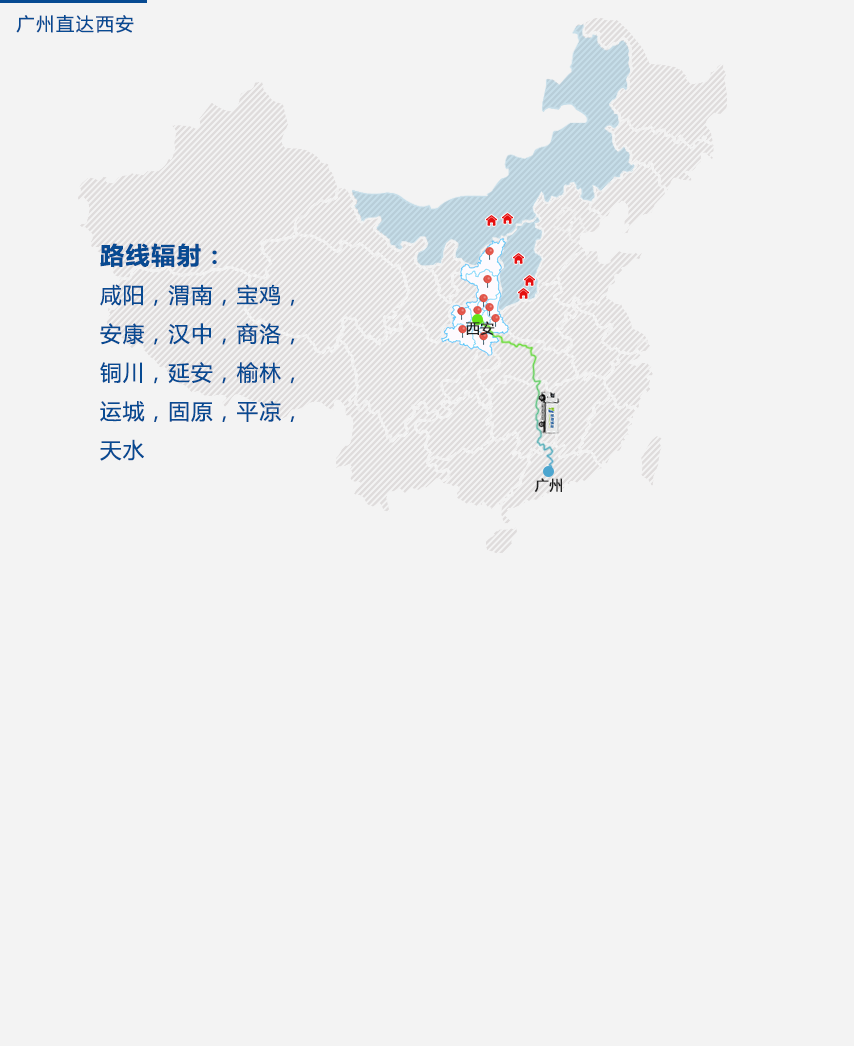 广州直达西安
路线辐射：
咸阳，渭南，宝鸡，
安康，汉中，商洛，
铜川，延安，榆林，
运城，固原，平凉，
天水
西安
广州